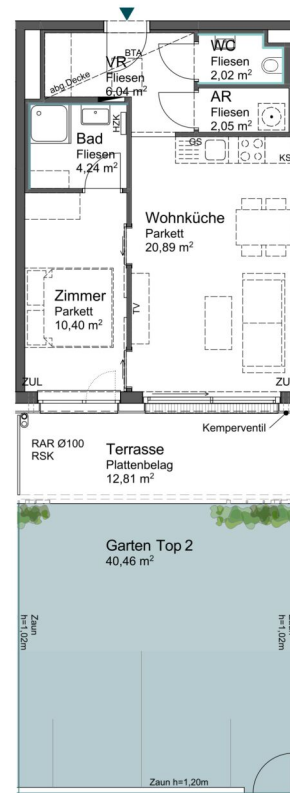 BTA
VR
Fliesen
6,04 m²
abg Decke
WC
Fliesen
2,02 m²
AR
Fliesen
2,05 m²
HZK
Bad
Fliesen
4,24 m²
GS
KS
Wohnküche
Parkett
20,89 m²
Zimmer
Parkett
10,40 m²
TV
ZUL
ZU
Kemperventil
RAR Ø100
RSK
Terrasse
Plattenbelag
12,81 m²
Garten Top 2
40,46 m²
Zaun
h=1,02m
Zaun
h=1,02m
Zaun h=1,20m